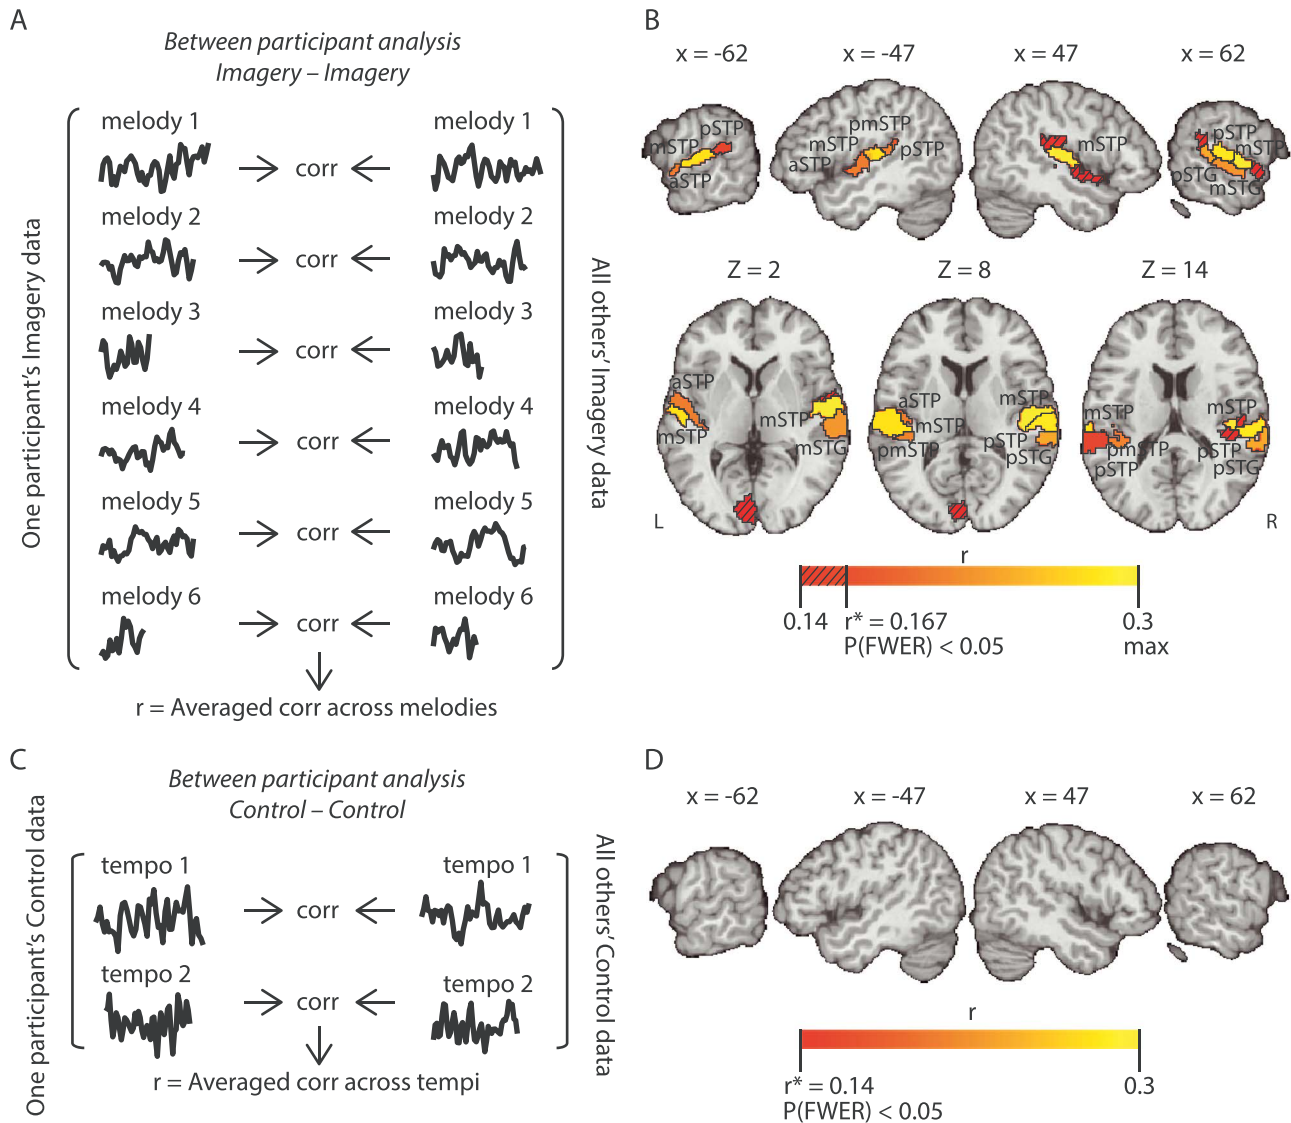 A
Between participant analysis
Imagery – Imagery
One participant's Imagery data
melody 1
corr
melody 1
melody 2
corr
melody 2
melody 3
corr
melody 3
melody 4
corr
melody 4
melody 5
corr
melody 5
melody 6
corr
melody 6
All others' Imagery data
r = Averaged corr across melodies
B
x = -62
x = -47
x = 47
x = 62
pSTP
mSTP
aSTP
pmSTP
mSTP
pSTP
aSTP
mSTP
pSTP
mSTP
pSTG
mSTG
Z = 2
Z = 8
Z = 14
aSTP
mSTP
mSTP
mSTG
aSTP
mSTP
pmSTP
mSTP
pSTP
pSTG
mSTP
pmSTP
pSTP
mSTP
pSTP
pSTG
L
R
r
0.14
r* = 0.167
P(FWER) < 0.05
0.3
max
C
Between participant analysis
Control – Control
One participant's Control data
tempo 1
corr
tempo 1
tempo 2
corr
tempo 2
All others' Control data
r = Averaged corr across tempi
D
x = -62
x = -47
x = 47
x = 62
r
r* = 0.14
P(FWER) < 0.05
0.3